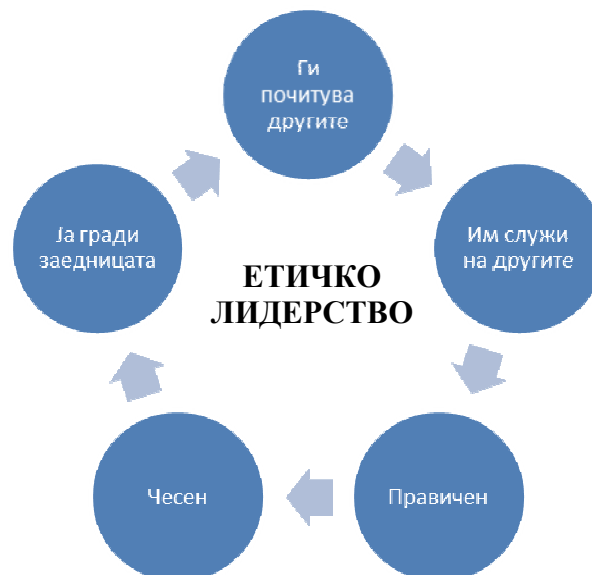 Ги
почитува
другите
Им служи
на другите
Правичен
Чесен
Ја гради
заедницата
ЕТИЧКО
ЛИДЕРСТВО